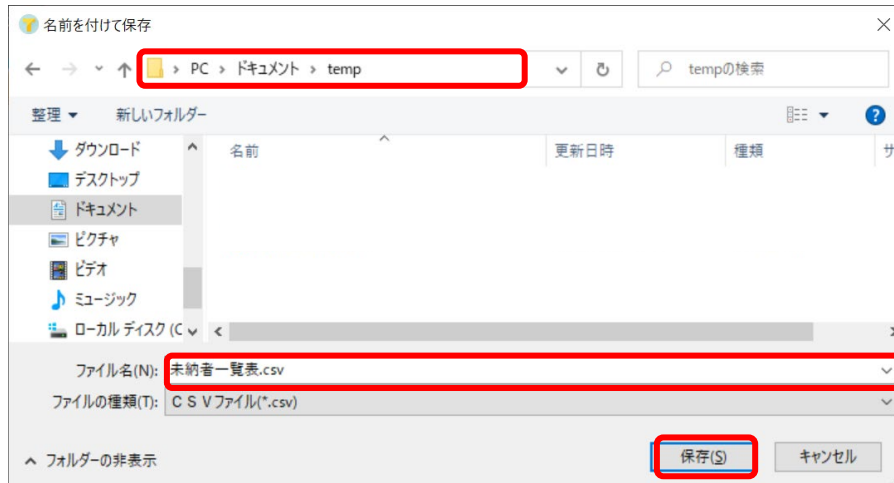 名前を付けて保存
PC › ドキュメント › temp
tempの検索
整理
新しいフォルダー
ダウンロード
デスクトップ
ドキュメント
ピクチャ
ビデオ
ミュージック
ローカル ディスク (C
名前
更新日時
種類
サ
ファイル名(N): 未納者一覧表.csv
ファイルの種類(T): ＣＳＶファイル(*.csv)
フォルダーの非表示
保存(S)
キャンセル